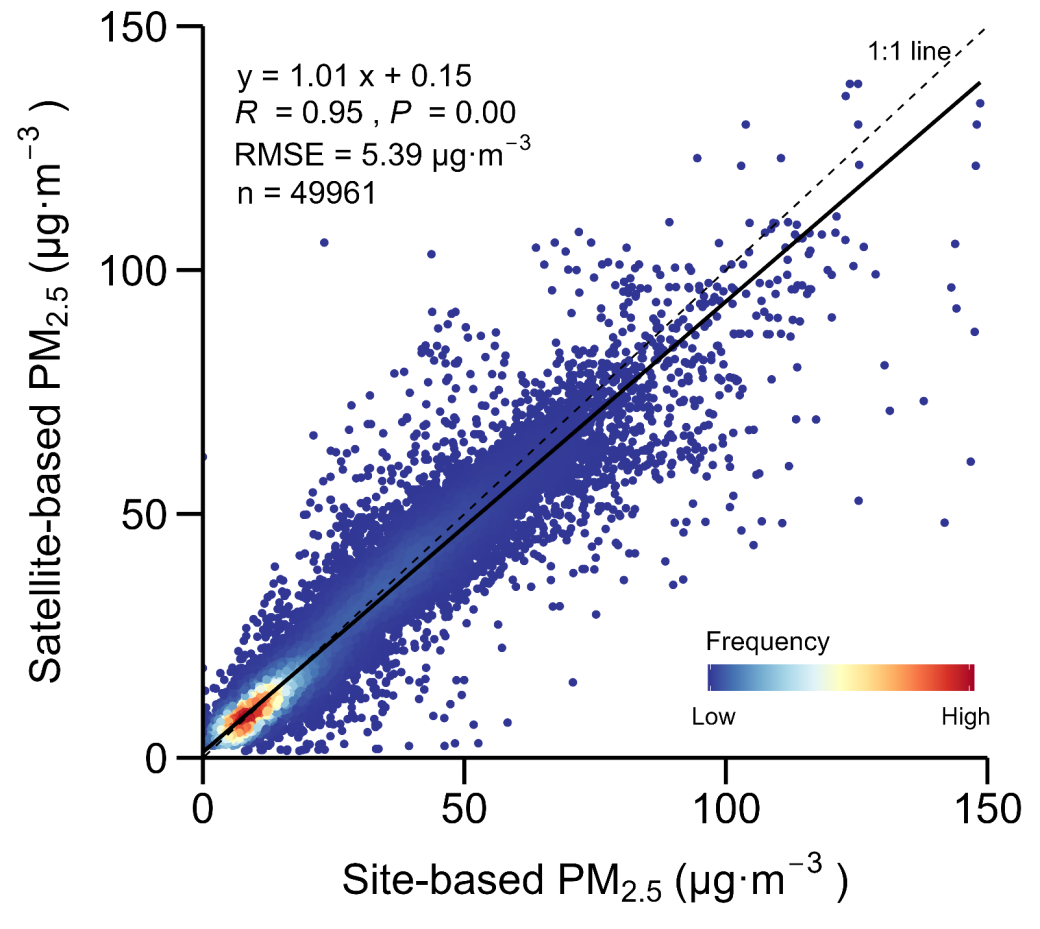 150
1:1 line
y = 1.01 x + 0.15
R = 0.95 , P = 0.00
RMSE = 5.39 µg·m⁻³
n = 49961
100
Satellite-based PM₂.₅ (µg·m⁻³ )
50
Frequency
Low High
0
0 50 100 150
Site-based PM₂.₅ (µg·m⁻³ )